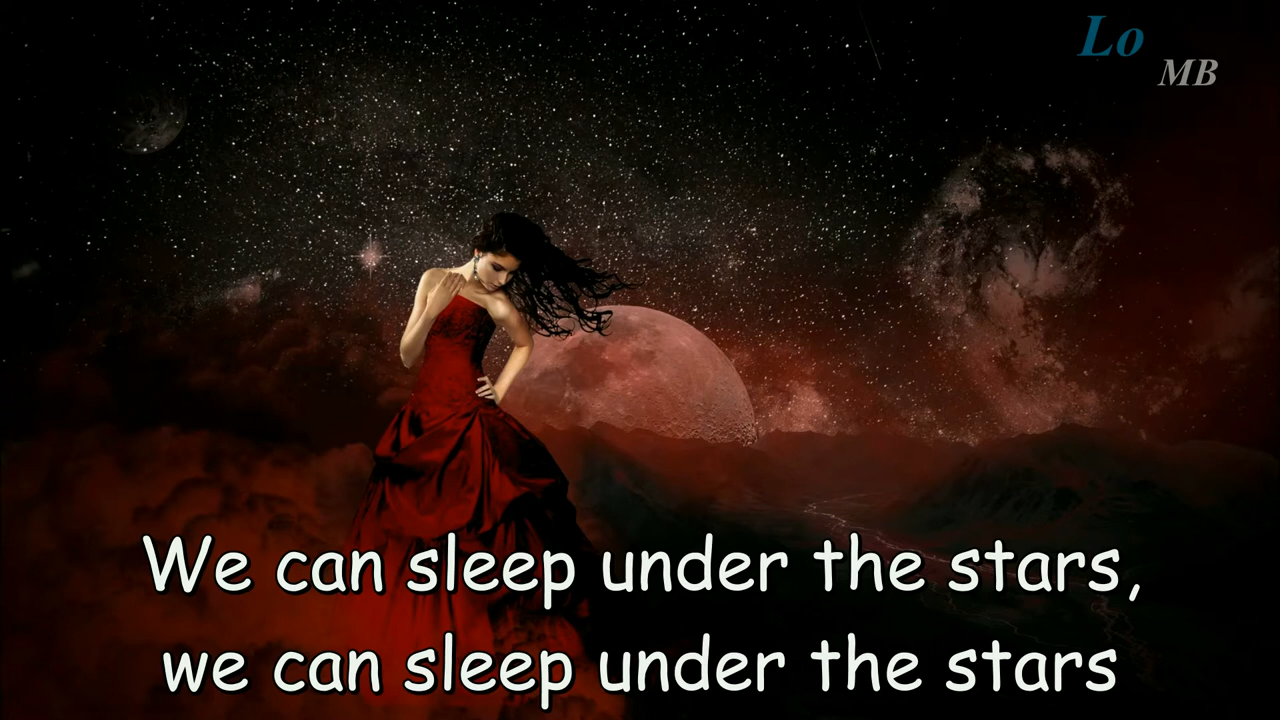 Lo
MB
We can sleep under the stars,
we can sleep under the stars